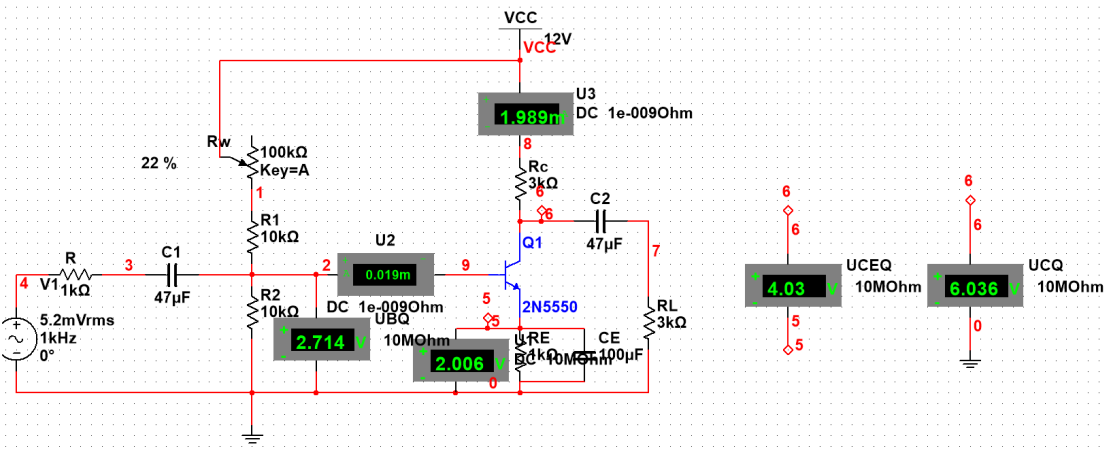 VCC
12V
VCC
U3
DC 1e-009Ohm
1.989m
8
Rw
100kΩ
Key=A
22 %
1
Rc
3kΩ
6
6
C2
47µF
7
R1
10kΩ
U2
Q1
R
V1
1kΩ
4
3
C1
47µF
2
0.019m
9
DC 1e-009Ohm
2N5550
R2
10kΩ
UBQ
10MOhm
2.714 V
5
5
U1
DC 10MOhm
2.006 V
0
RE
1kΩ
CE
100µF
RL
3kΩ
5.2mVrms
1kHz
0°
6
6
UCEQ
4.03 V
10MOhm
5
5
6
6
UCQ
6.036 V
10MOhm
0